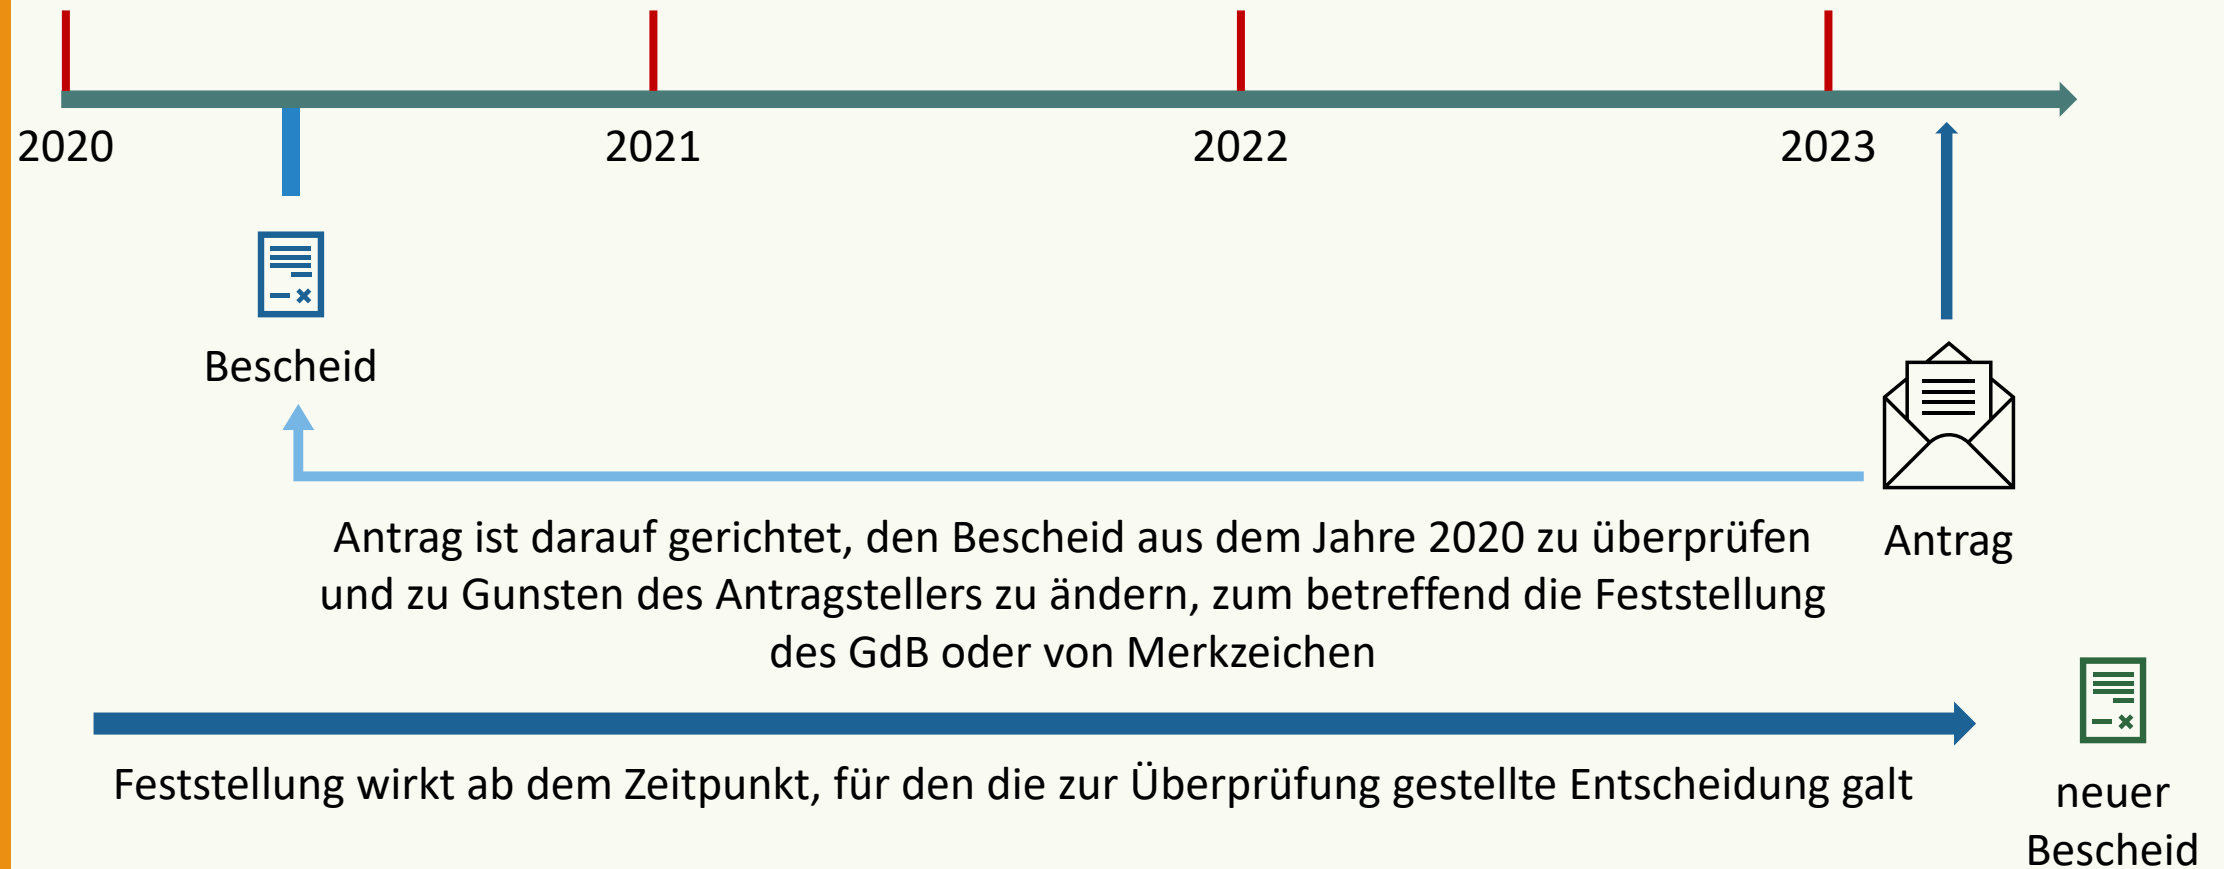 2020
2021
2022
2023
Bescheid
Antrag
Antrag ist darauf gerichtet, den Bescheid aus dem Jahre 2020 zu überprüfen
und zu Gunsten des Antragstellers zu ändern, zum betreffend die Feststellung
des GdB oder von Merkzeichen
Feststellung wirkt ab dem Zeitpunkt, für den die zur Überprüfung gestellte Entscheidung galt
neuer
Bescheid